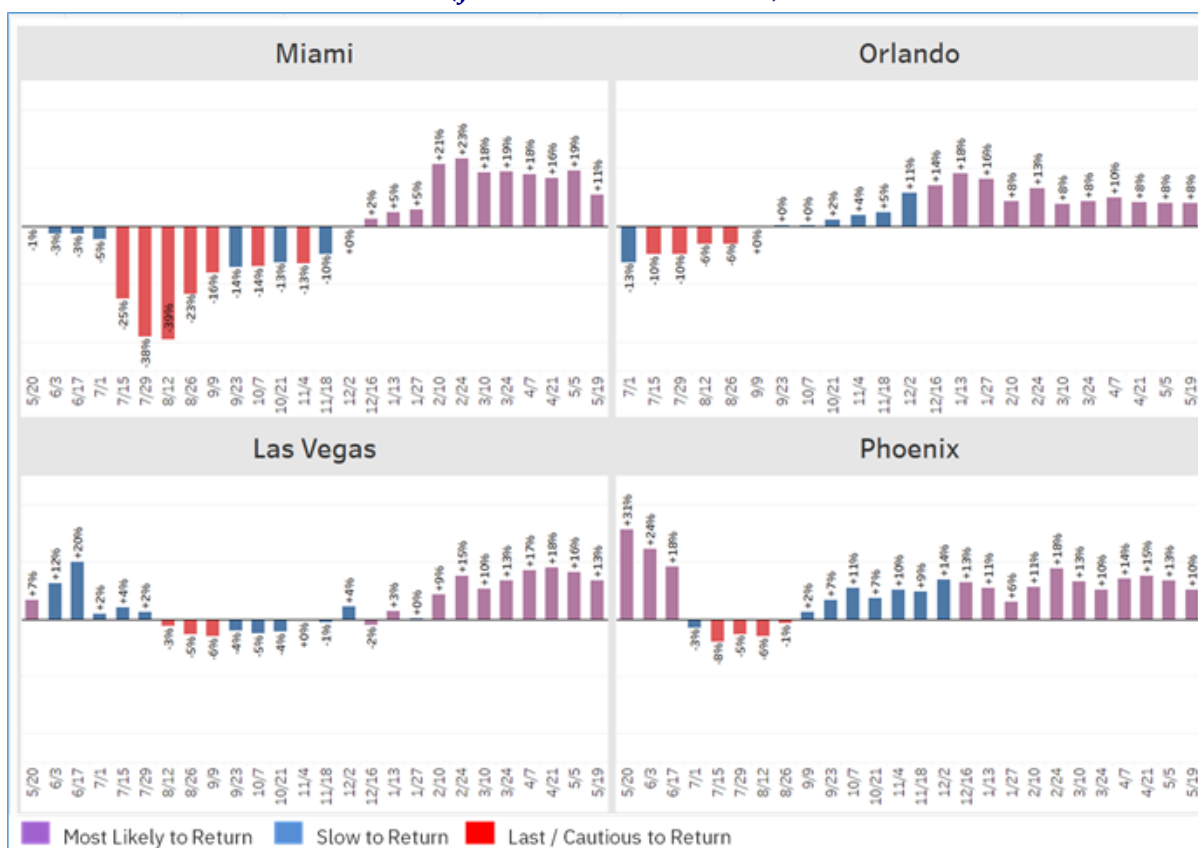 Miami
Orlando
-1% -3% -3% -5% -25% -38% -39% -23% -16% -14% -14% -13% -13% -10% +0% +2% +5% +5% +21% +23% +18% +19% +18% +16% +19% +11%
-13% -10% -10% -6% -6% +0% +0% +0% +2% +4% +5% +11% +14% +18% +16% +8% +13% +8% +8% +10% +8% +8% +8%
5/20 6/3 6/17 7/1 7/15 7/29 8/12 8/26 9/9 9/23 10/7 10/21 11/4 11/18 12/2 12/16 1/13 1/27 2/10 2/24 3/10 3/24 4/7 4/21 5/5 5/19
7/1 7/15 7/29 8/12 8/26 9/9 9/23 10/7 10/21 11/4 11/18 12/2 12/16 1/13 1/27 2/10 2/24 3/10 3/24 4/7 4/21 5/5 5/19
Las Vegas
Phoenix
+7% +12% +20% +2% +4% +2% -3% -5% -6% -4% -5% -4% +0% -1% +4% -2% +3% +0% +9% +15% +10% +13% +17% +18% +16% +13%
+31% +24% +18% -3% -8% -5% -6% -1% +2% +7% +11% +7% +10% +9% +14% +13% +11% +6% +11% +18% +13% +10% +14% +15% +13% +10%
5/20 6/3 6/17 7/1 7/15 7/29 8/12 8/26 9/9 9/23 10/7 10/21 11/4 11/18 12/2 12/16 1/13 1/27 2/10 2/24 3/10 3/24 4/7 4/21 5/5 5/19
5/20 6/3 6/17 7/1 7/15 7/29 8/12 8/26 9/9 9/23 10/7 10/21 11/4 11/18 12/2 12/16 1/13 1/27 2/10 2/24 3/10 3/24 4/7 4/21 5/5 5/19
Most Likely to Return Slow to Return Last / Cautious to Return